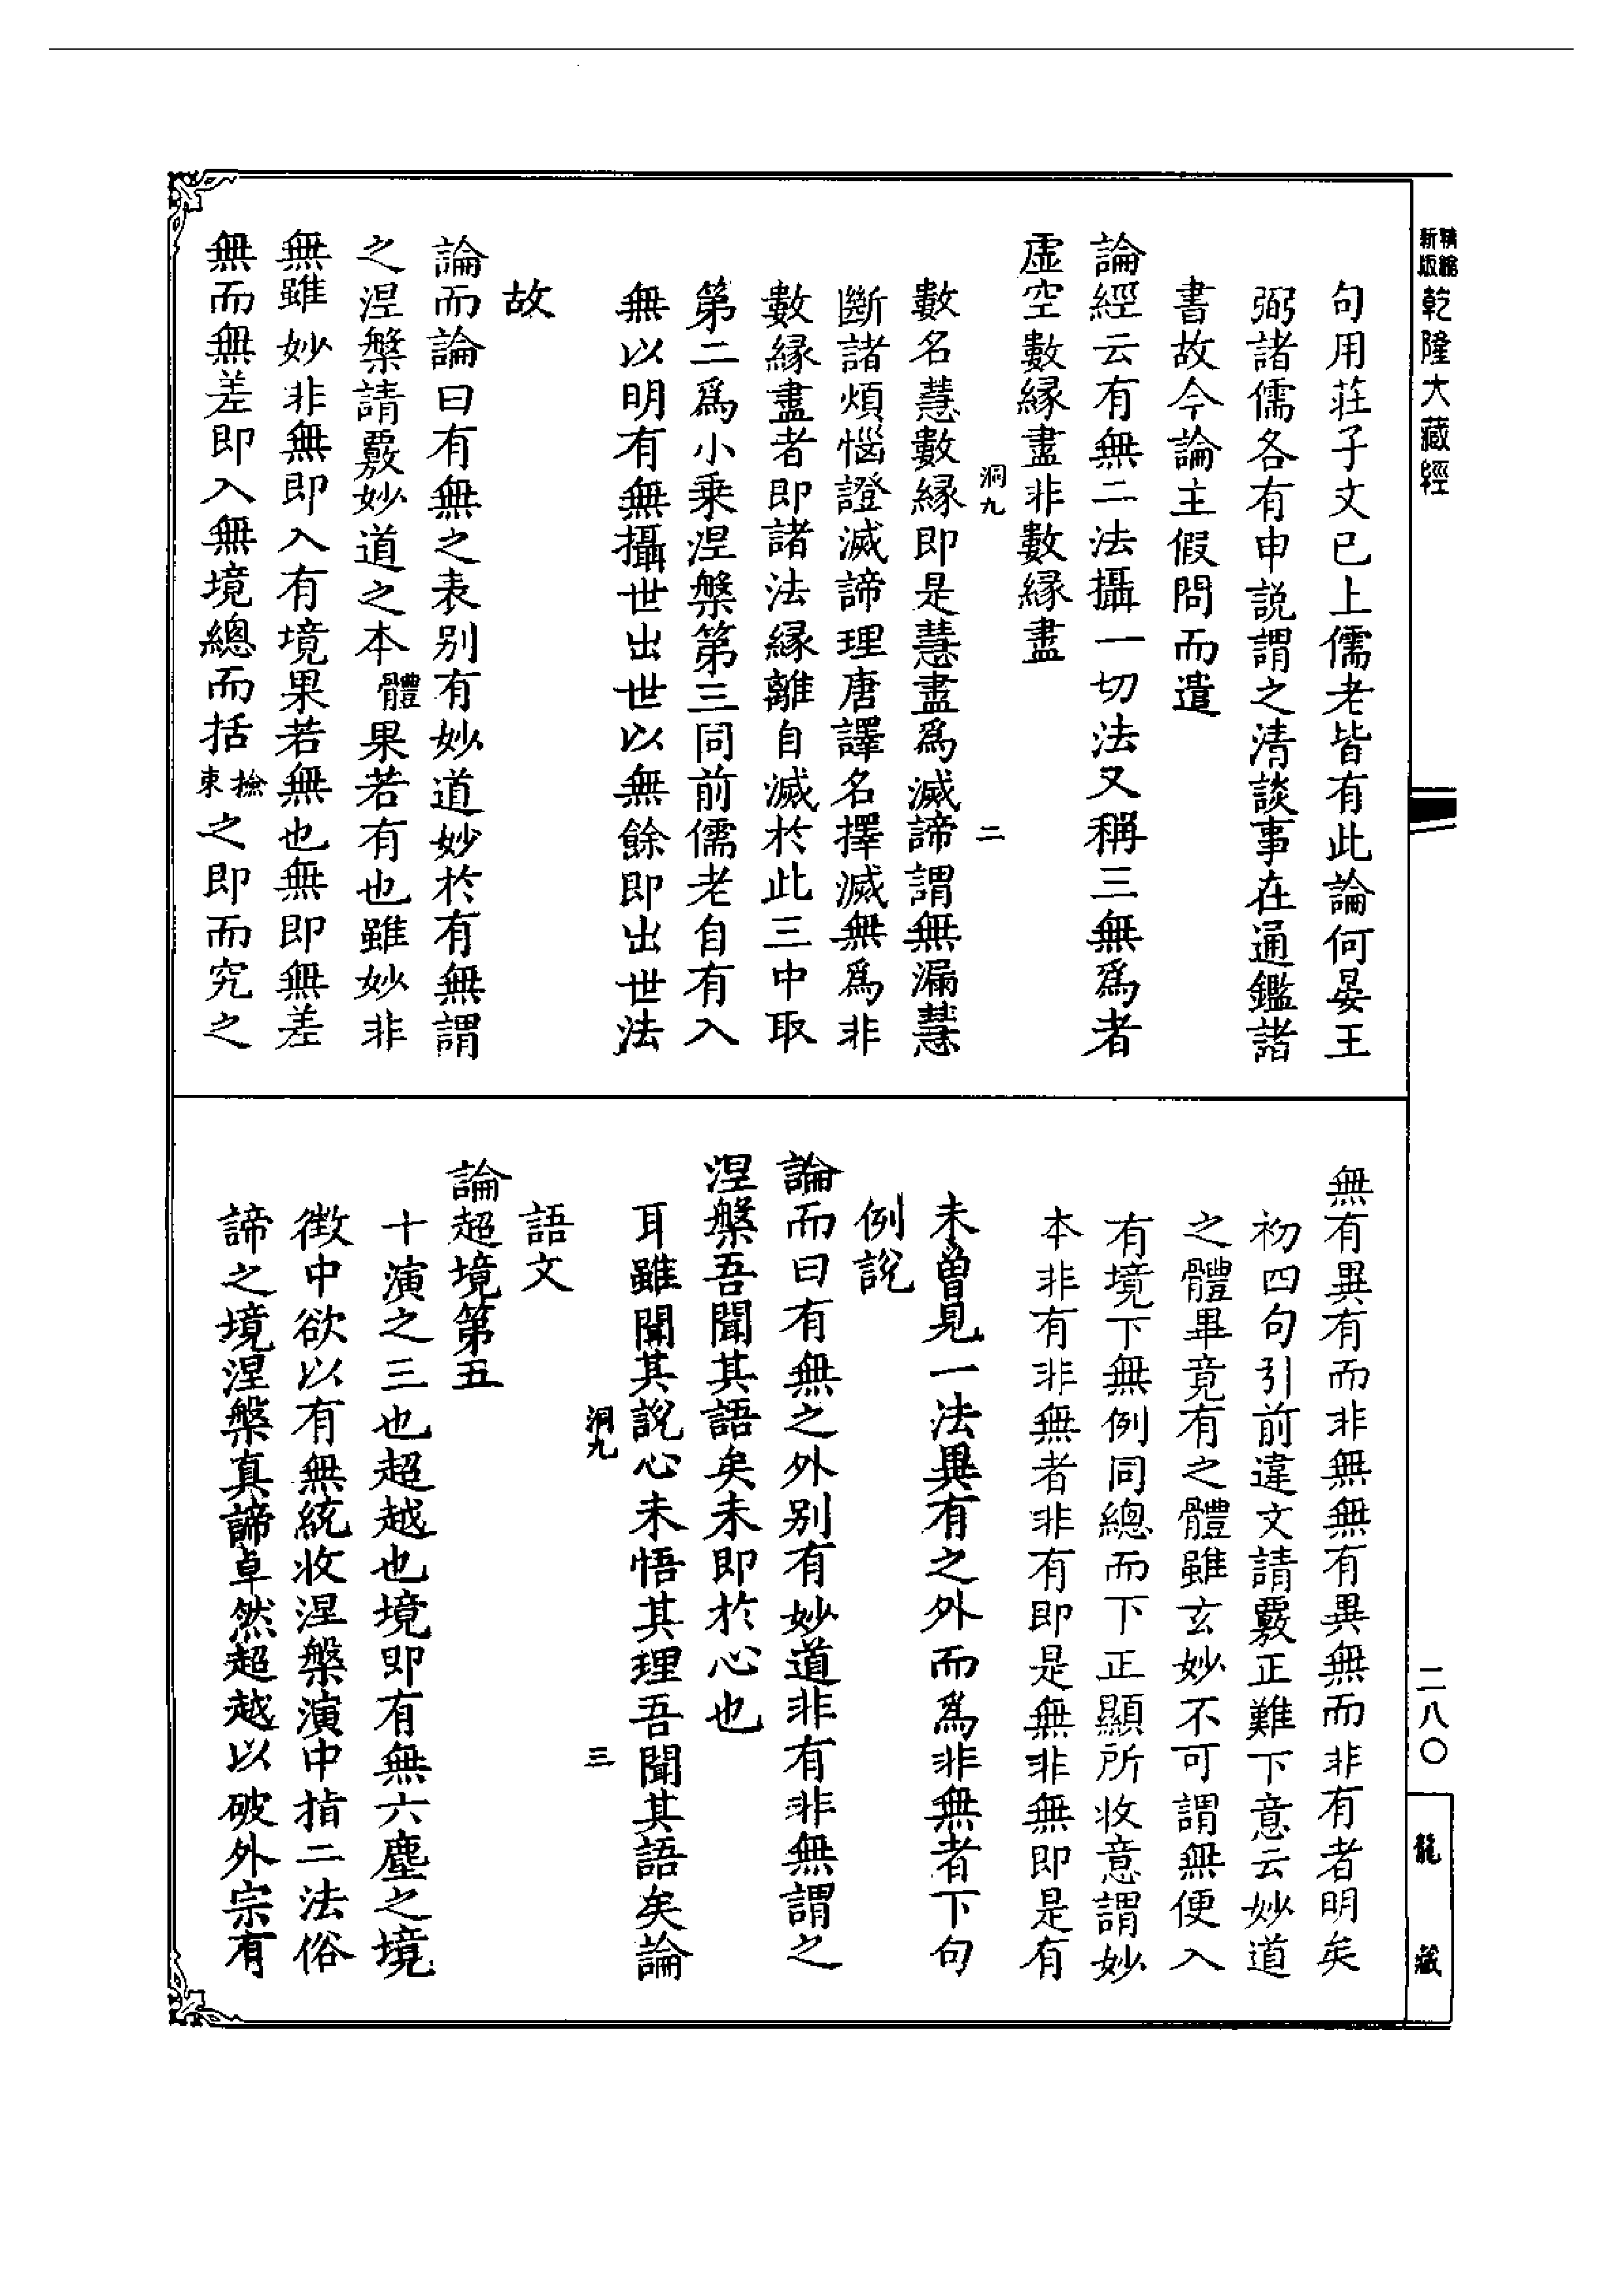 精縮新版
乾隆大藏經
句用莊子文已上儒老皆有此論何晏王
弼諸儒各有申説謂之清談事在通鑑諸
書故今論主假問而遣
論經云有無二法攝一切法又稱三無爲者
虛空數縁盡非數縁盡
洞九
二
數名慧數縁即是慧盡爲滅諦謂無漏慧
斷諸煩惱證滅諦理唐譯名擇滅無爲非
數縁盡者即諸法縁離自滅於此三中取
第二爲小乘涅槃第三同前儒老自有入
無以明有無攝世出世以無餘即出世法
故
論而論曰有無之表别有妙道妙於有無謂
之涅槃請覈妙道之本體果若有也雖妙非
無雖妙非無即入有境果若無也無即無差
無而無差即入無境總而括撿束之即而究之
無有異有而非無無有異無而非有者明矣
初四句引前違文請覈正難下意云妙道
之體畢竟有之體雖玄妙不可謂無便入
有境下無例同總而下正顯所收意謂妙
本非有非無者非有即是無非無即是有
未曽見一法異有之外而爲非無者下句
例說
論而曰有無之外别有妙道非有非無謂之
涅槃吾聞其語矣未即於心也
耳雖聞其說心未悟其理吾聞其語矣論
洞九
三
語文
論超境第五
十演之三也超越也境即有無六塵之境
徵中欲以有無統收涅槃演中指二法俗
諦之境涅槃真諦卓然超越以破外宗有
二八〇
龍藏